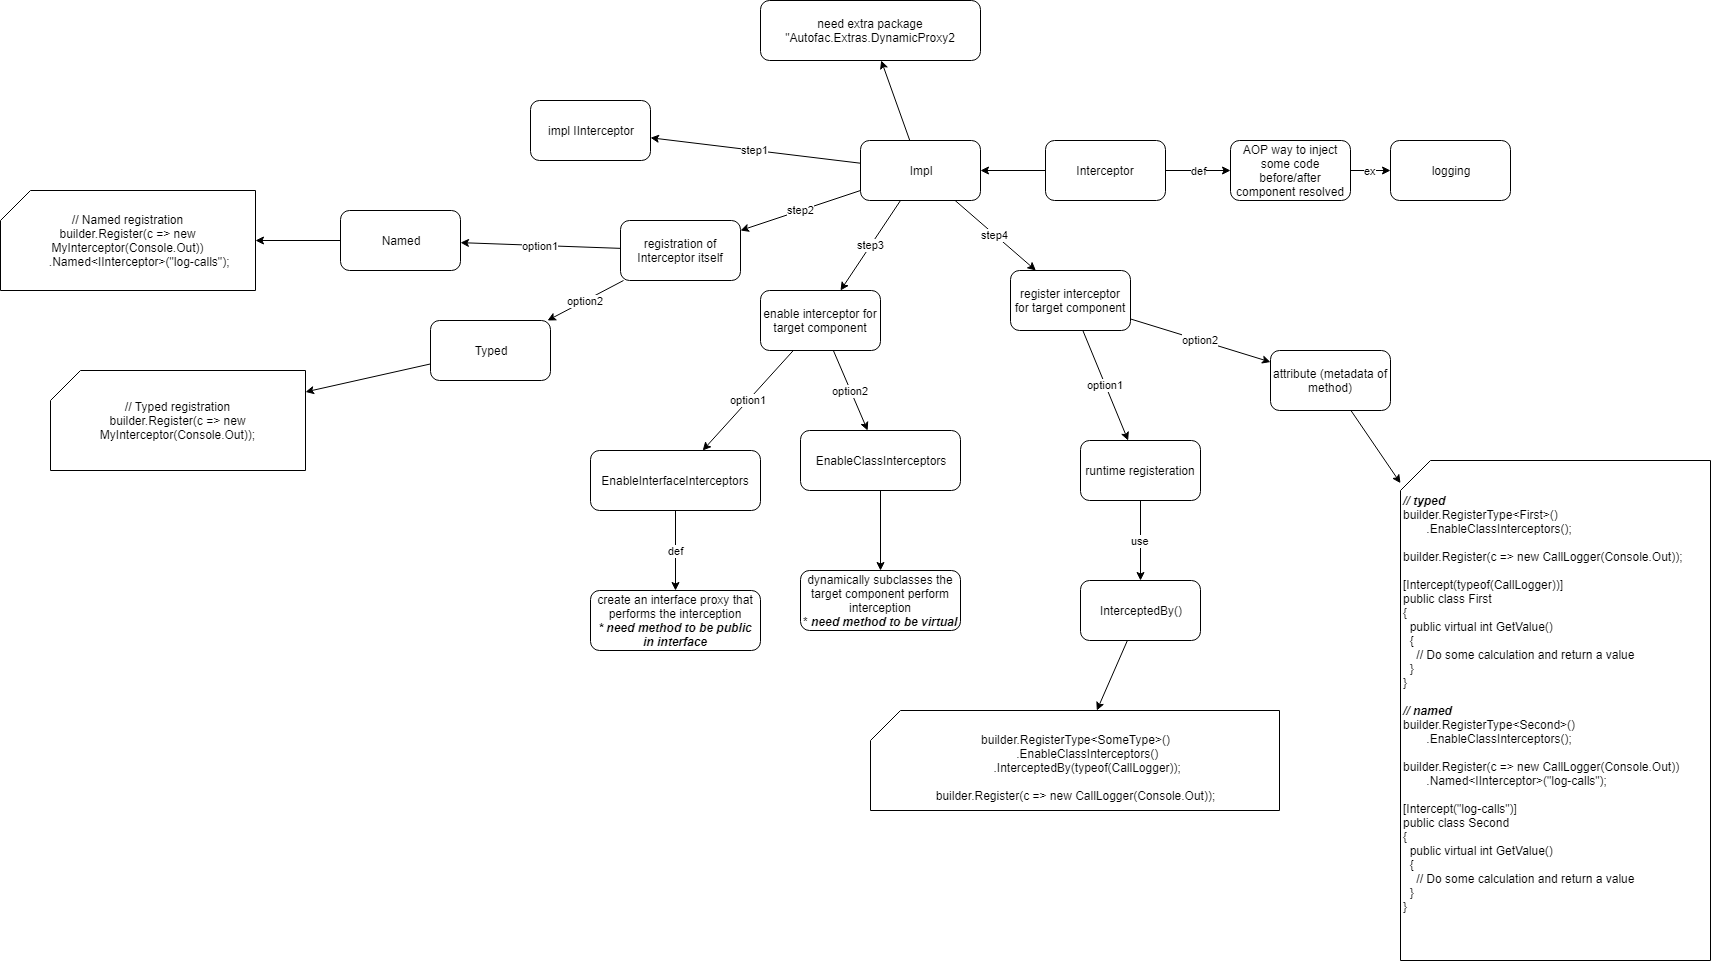 need extra package
"Autofac.Extras.DynamicProxy2
impl IInterceptor
step1
Impl
Interceptor
def
AOP way to inject
some code
before/after
component resolved
ex
logging
// Named registration
builder.Register(c => new
MyInterceptor(Console.Out))
.Named<IInterceptor>("log-calls");
Named
option1
registration of
Interceptor itself
step2
step3
step4
option2
Typed
// Typed registration
builder.Register(c => new
MyInterceptor(Console.Out));
enable interceptor for
target component
register interceptor
for target component
option1
option2
option1
option2
attribute (metadata of
method)
EnableInterfaceInterceptors
EnableClassInterceptors
runtime registeration
def
use
create an interface proxy that
performs the interception
* need method to be public
in interface
dynamically subclasses the
target component perform
interception
* need method to be virtual
InterceptedBy()
builder.RegisterType<SomeType>()
.EnableClassInterceptors()
.InterceptedBy(typeof(CallLogger));
builder.Register(c => new CallLogger(Console.Out));
// typed
builder.RegisterType<First>()
.EnableClassInterceptors();
builder.Register(c => new CallLogger(Console.Out));
[Intercept(typeof(CallLogger))]
public class First
{
public virtual int GetValue()
{
// Do some calculation and return a value
}
}
// named
builder.RegisterType<Second>()
.EnableClassInterceptors();
builder.Register(c => new CallLogger(Console.Out))
.Named<IInterceptor>("log-calls");
[Intercept("log-calls")]
public class Second
{
public virtual int GetValue()
{
// Do some calculation and return a value
}
}